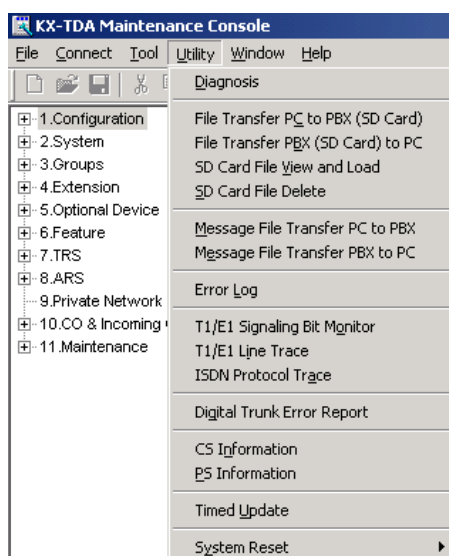 KX-TDA Maintenance Console
File Connect Tool Utility Window Help
Diagnosis
File Transfer PC to PBX (SD Card)
File Transfer PBX (SD Card) to PC
SD Card File View and Load
SD Card File Delete
Message File Transfer PC to PBX
Message File Transfer PBX to PC
Error Log
T1/E1 Signaling Bit Monitor
T1/E1 Line Trace
ISDN Protocol Trace
Digital Trunk Error Report
CS Information
PS Information
Timed Update
System Reset
1.Configuration
2.System
3.Groups
4.Extension
5.Optional Device
6.Feature
7.TRS
8.ARS
9.Private Network
10.CO & Incoming
11.Maintenance